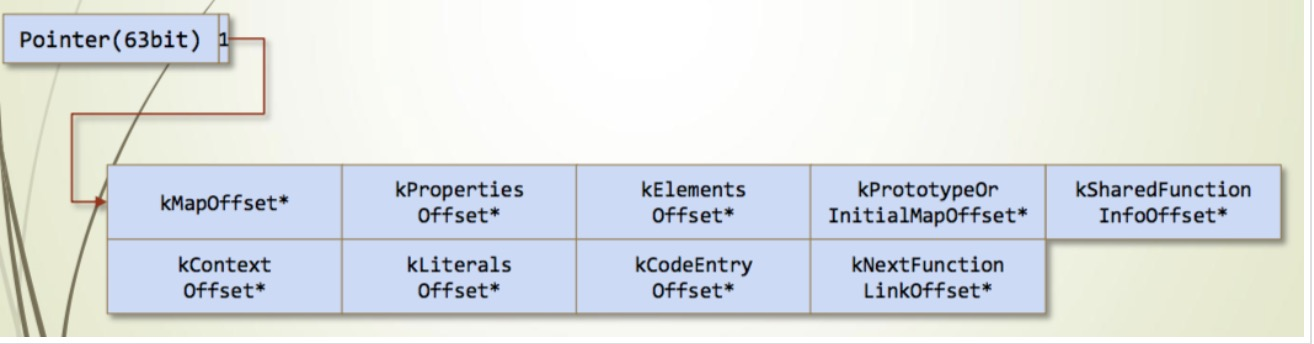 Pointer(63bit) 1
kMapOffset*
kProperties
Offset*
kElements
Offset*
kPrototypeOr
InitialMapOffset*
kSharedFunction
InfoOffset*
kContext
Offset*
kLiterals
Offset*
kCodeEntry
Offset*
kNextFunction
LinkOffset*